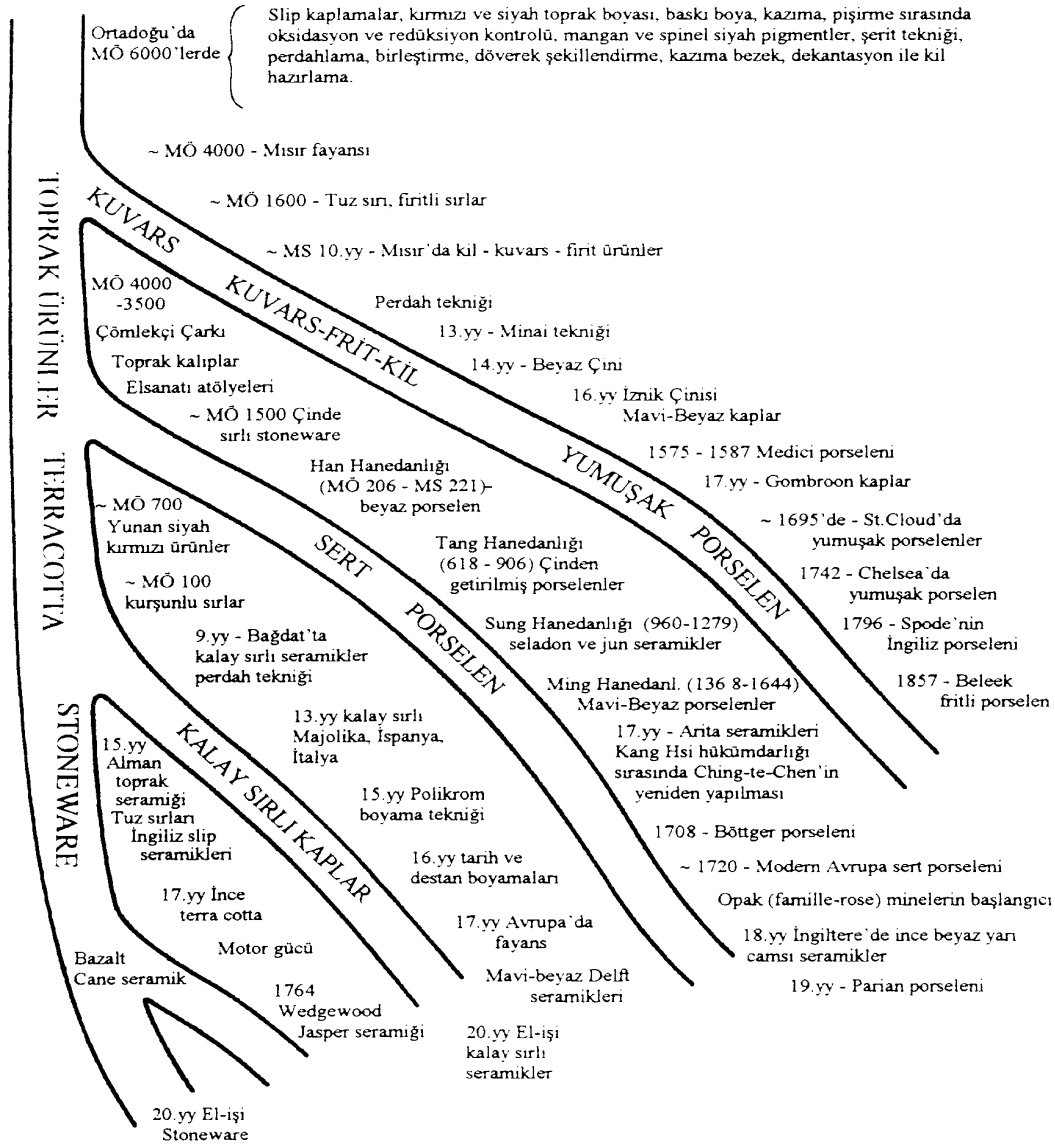 Ortadoğu'da
MÖ 6000'lerde
Slip kaplamalar, kırmızı ve siyah toprak boyası, baskı boya, kazıma, pişirme sırasında
oksidasyon ve redüksiyon kontrolü, mangan ve spinel siyah pigmentler, şerit tekniği,
perdahlama, birleştirme, döverek şekillendirme, kazıma bezek, dekantasyon ile kil
hazırlama.
~ MÖ 4000 - Mısır fayansı
~ MÖ 1600 - Tuz sırı, firitli sırlar
~ MS 10.yy - Mısır'da kil - kuvars - firit ürünler
Perdah tekniği
13.yy - Minai tekniği
14.yy - Beyaz Çini
16.yy İznik Çinisi
Mavi-Beyaz kaplar
1575 - 1587 Medici porseleni
17.yy - Gombroon kaplar
~ 1695'de - St.Cloud'da
yumuşak porselenler
1742 - Chelsea'da
yumuşak porselen
1796 - Spode'nin
İngiliz porseleni
1857 - Beleek
fritli porselen
KUVARS
KUVARS-FRİT-KİL
YUMUŞAK PORSELEN
TOPRAK ÜRÜNLER
MÖ 4000
-3500
Çömlekçi Çarkı
Toprak kalıplar
Elsanatı atölyeleri
~ MÖ 1500 Çinde
sırlı stoneware
Han Hanedanlığı
(MÖ 206 - MS 221)-
beyaz porselen
Tang Hanedanlığı
(618 - 906) Çinden
getirilmiş porselenler
Sung Hanedanlığı (960-1279)
seladon ve jun seramikler
Ming Hanedanl. (136 8-1644)
Mavi-Beyaz porselenler
17.yy - Arita seramikleri
Kang Hsi hükümdarlığı
sırasında Ching-te-Chen'in
yeniden yapılması
1708 - Böttger porseleni
~ 1720 - Modern Avrupa sert porseleni
Opak (famille-rose) minelerin başlangıcı
18.yy İngiltere'de ince beyaz yarı
camsı seramikler
19.yy - Parian porseleni
SERT PORSELEN
TERRACOTTA
~ MÖ 700
Yunan siyah
kırmızı ürünler
~ MÖ 100
kurşunlu sırlar
9.yy - Bağdat'ta
kalay sırlı seramikler
perdah tekniği
13.yy kalay sırlı
Majolika, İspanya,
İtalya
15.yy Polikrom
boyama tekniği
16.yy tarih ve
destan boyamaları
17.yy Avrupa'da
fayans
Mavi-beyaz Delft
seramikleri
20.yy El-işi
kalay sırlı
seramikler
KALAY SIRLI KAPLAR
STONEWARE
15.yy
Alman
toprak
seramiği
Tuz sırları
İngiliz slip
seramikleri
17.yy İnce
terra cotta
Motor gücü
1764
Wedgewood
Jasper seramiği
Bazalt
Cane seramik
20.yy El-işi
Stoneware